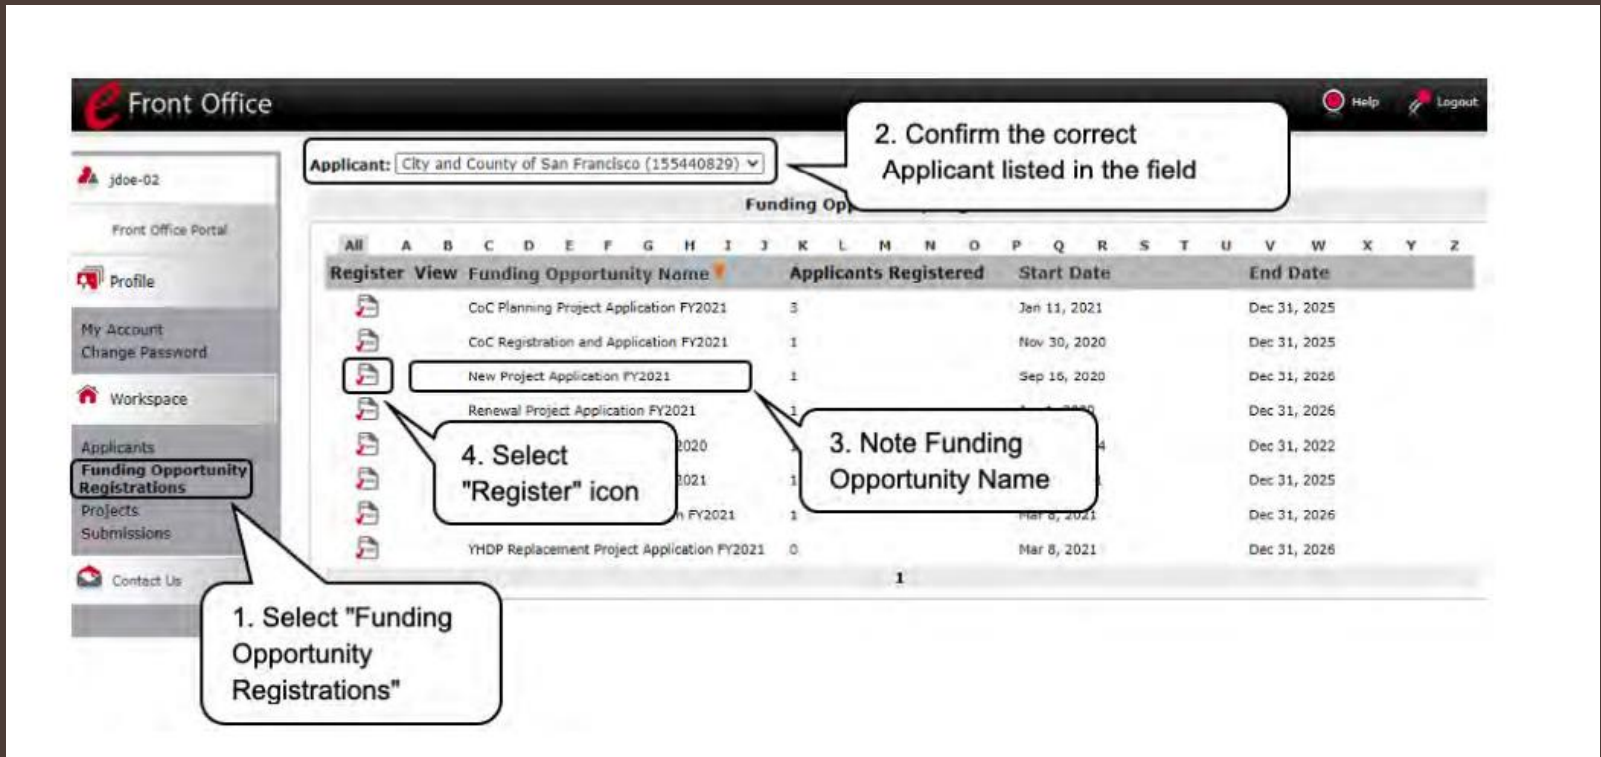 e Front Office
Help Logout
jdoe-02
Front Office Portal
Profile
My Account
Change Password
Workspace
Applicants
Funding Opportunity
Registrations
Projects
Submissions
Contact Us
Applicant: City and County of San Francisco (155440829)
2. Confirm the correct
Applicant listed in the field
Funding
All A B C D E F G H I J K L M N O P Q R S T U V W X Y Z
Register View Funding Opportunity Name Applicants Registered Start Date End Date
CoC Planning Project Application FY2021 3 Jan 11, 2021 Dec 31, 2025
CoC Registration and Application FY2021 1 Nov 30, 2020 Dec 31, 2025
New Project Application FY2021 1 Sep 16, 2020 Dec 31, 2026
Renewal Project Application FY2021 1 Dec 31, 2026
2020 Dec 31, 2022
2021 1 Dec 31, 2025
FY2021 1 Mar 8, 2021 Dec 31, 2026
YHDP Replacement Project Application FY2021 0 Mar 8, 2021 Dec 31, 2026
1
4. Select
"Register" icon
3. Note Funding
Opportunity Name
1. Select "Funding
Opportunity
Registrations"